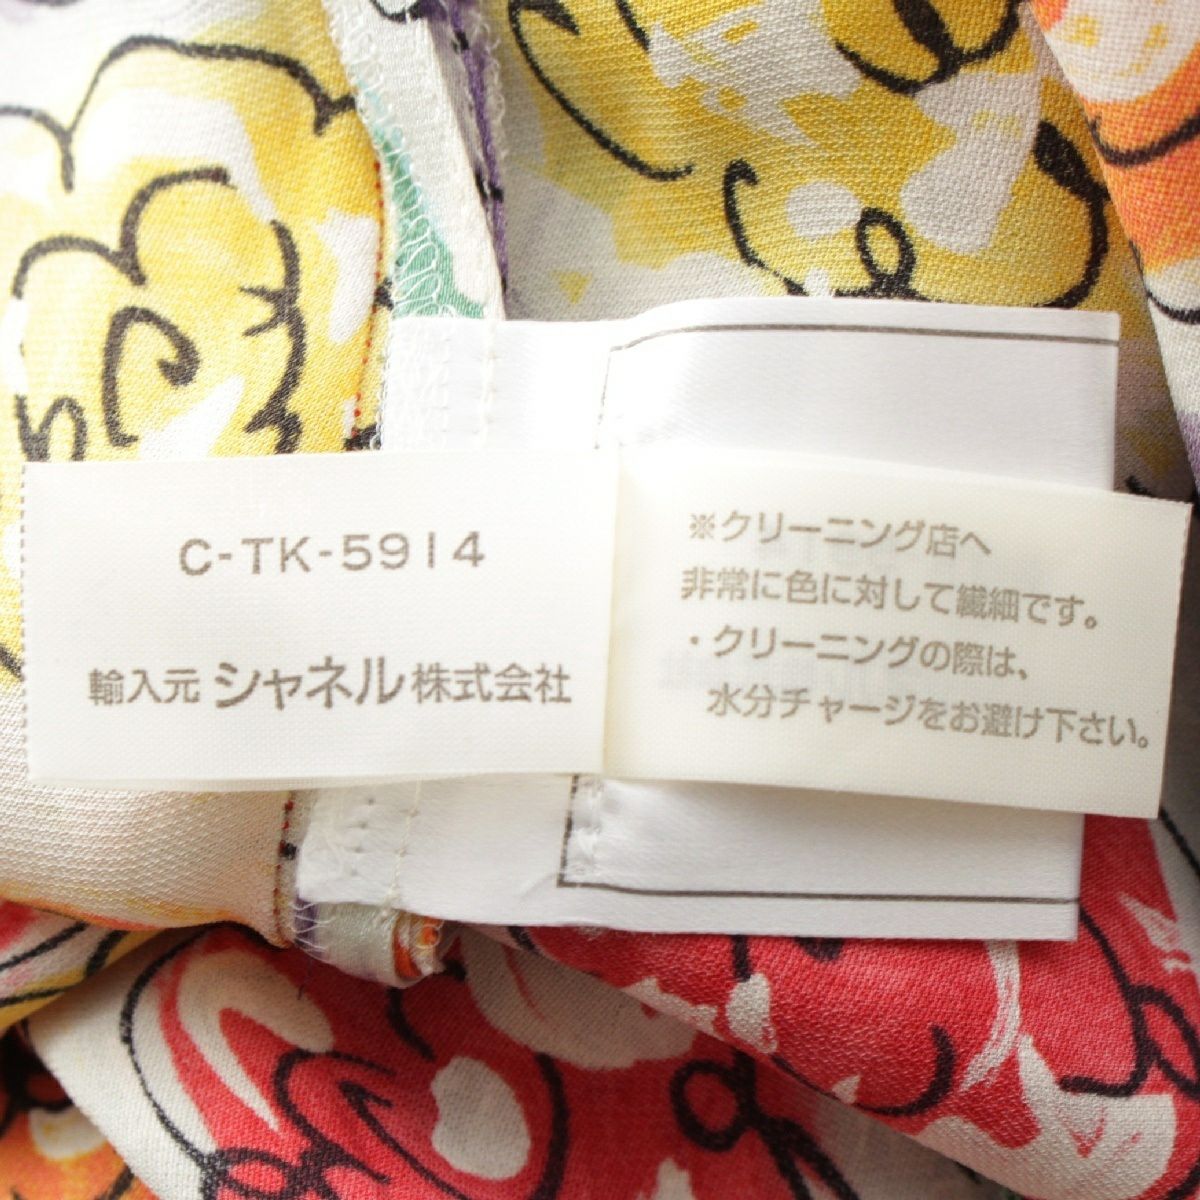 C-TK-5914
輸入元 シャネル株式会社
※クリーニング店へ
非常に色に対して繊細です。
・クリーニングの際は、
水分チャージをお避け下さい。